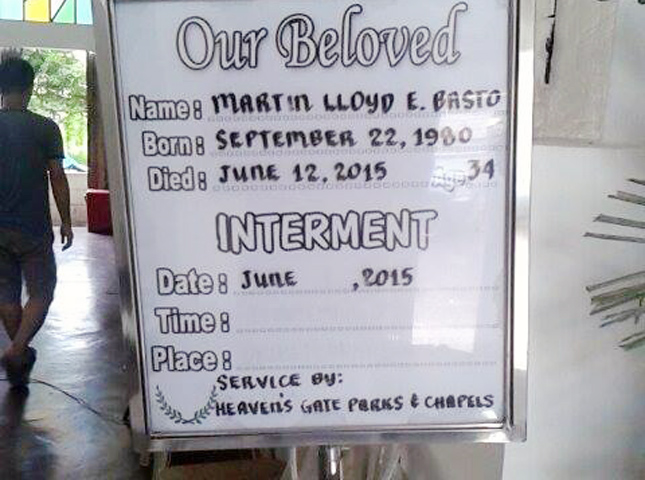 Our Beloved
Name: MARTIN LLOYD E. BASTO
Born: SEPTEMBER 22, 1980
Died: JUNE 12, 2015 Age 34
INTERMENT
Date: JUNE , 2015
Time:
Place:
SERVICE BY:
HEAVEN'S GATE PARKS & CHAPELS